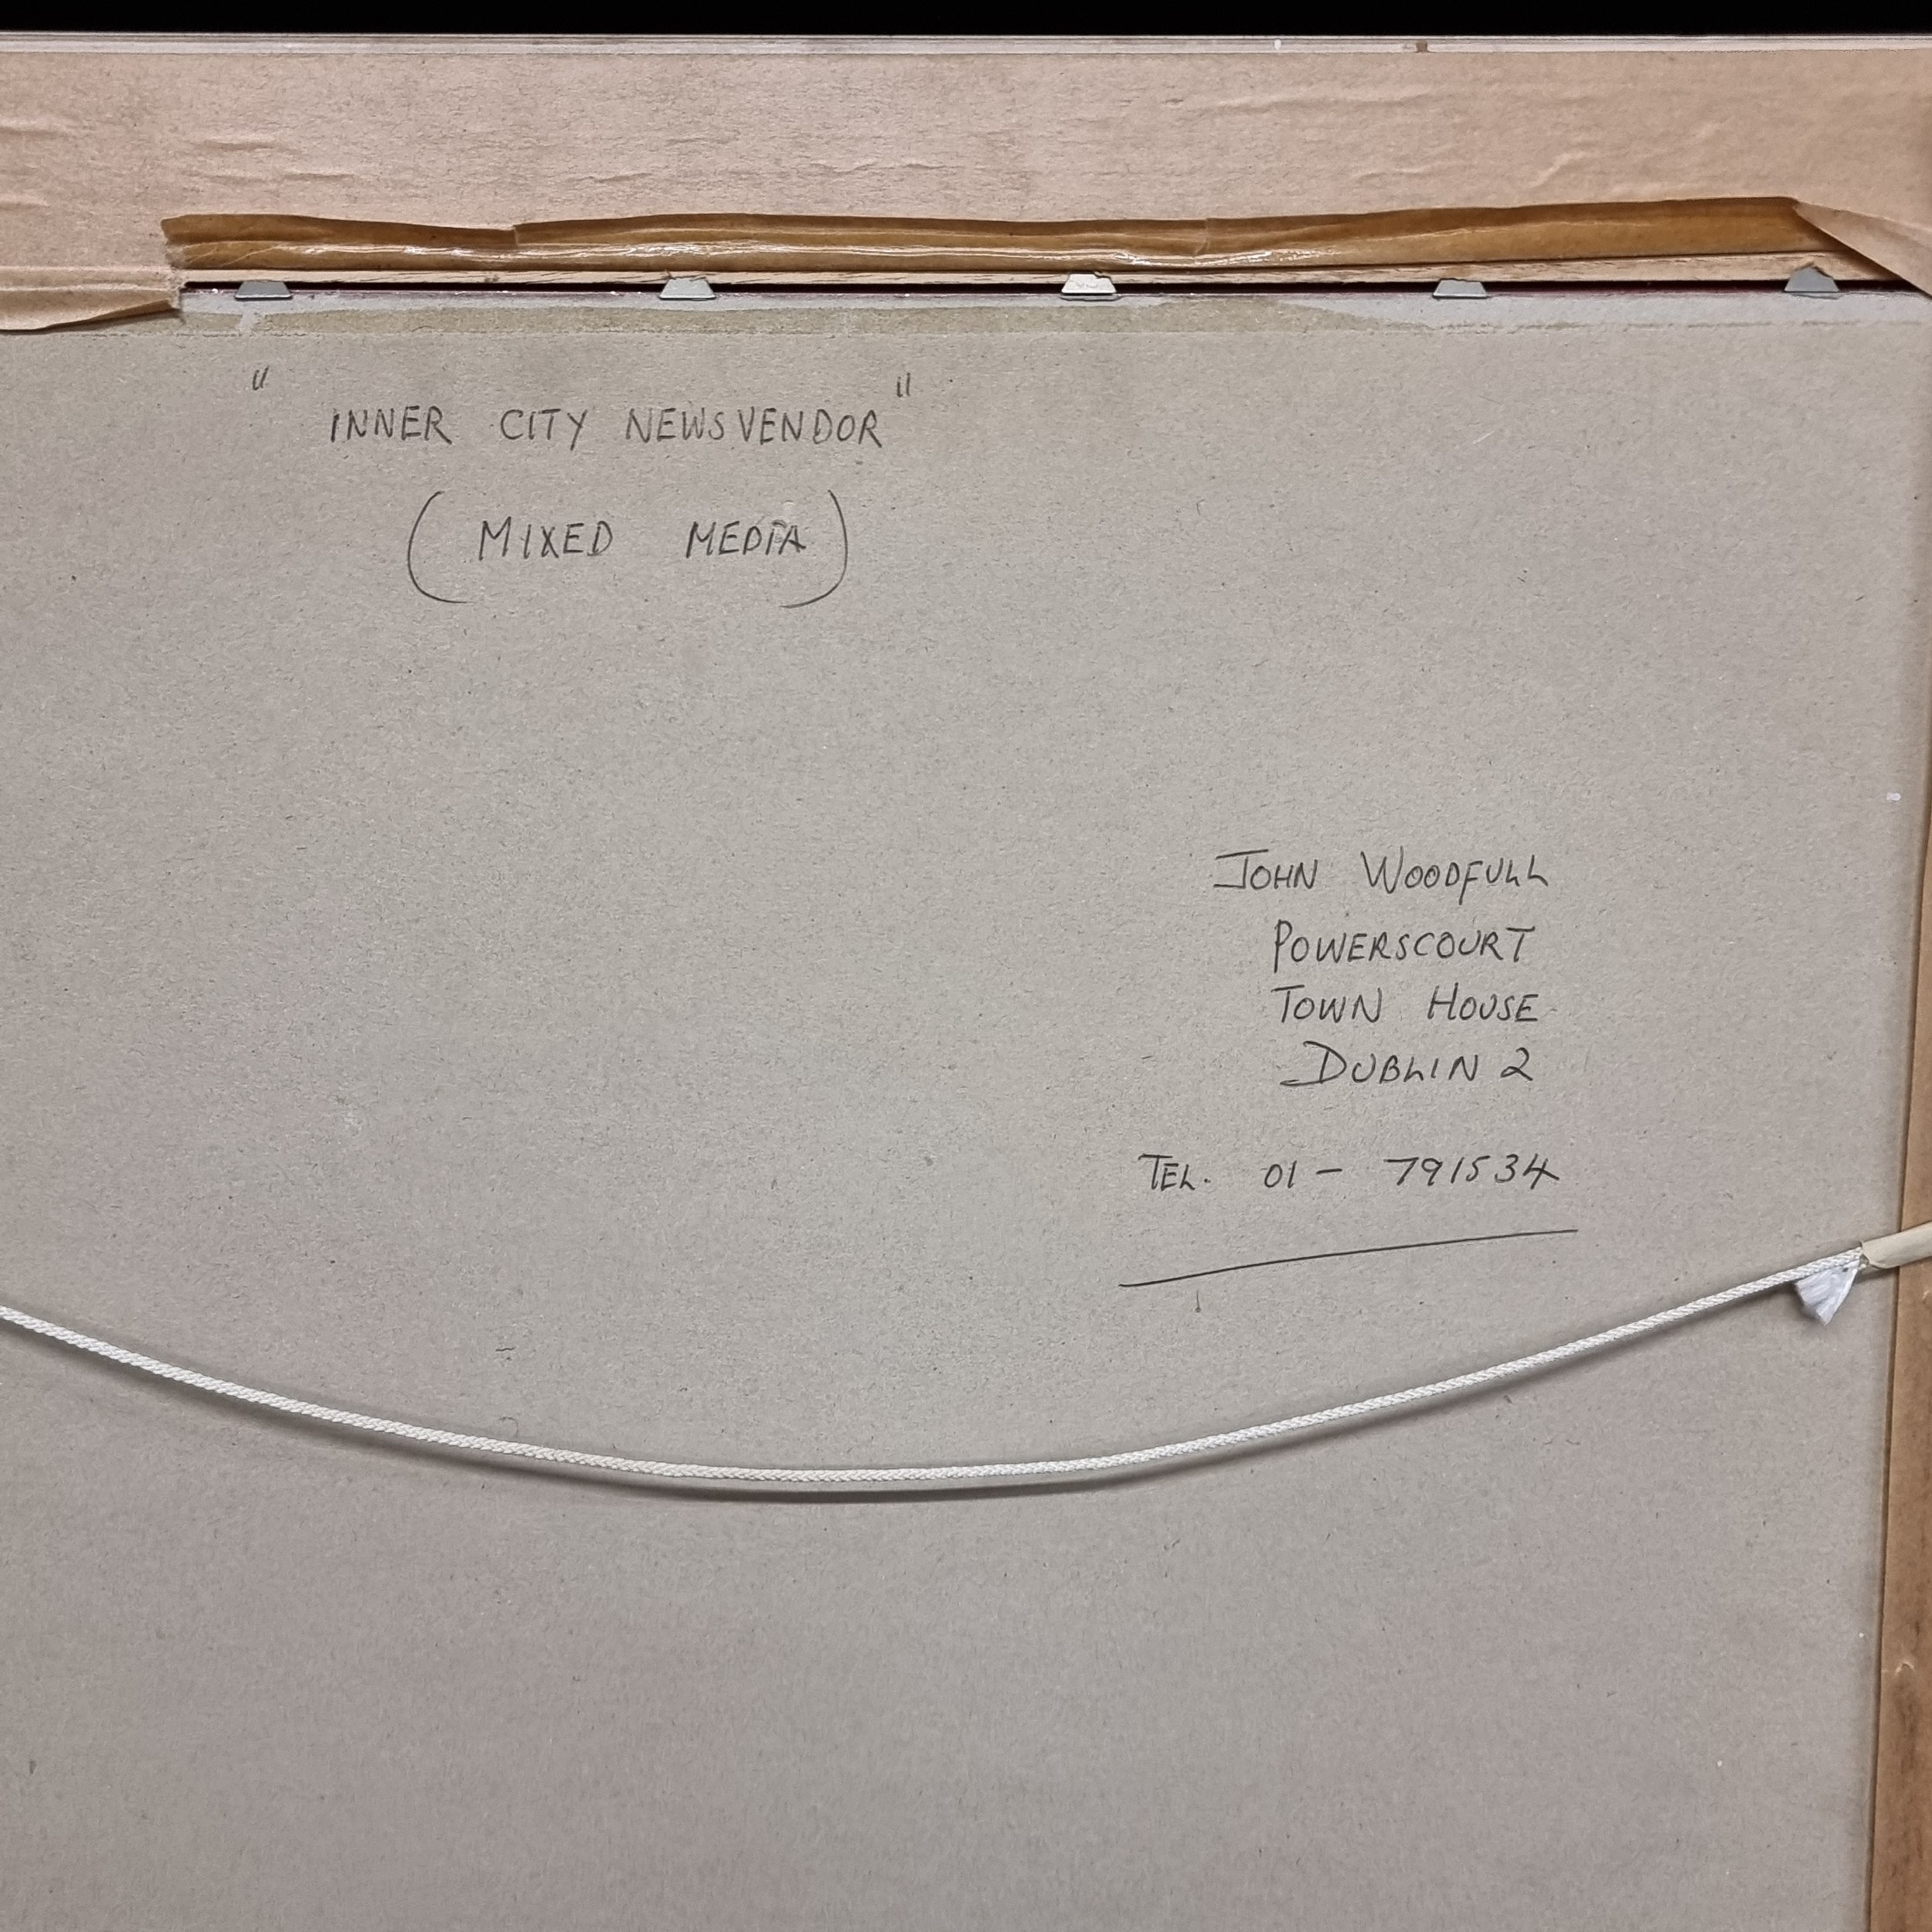 " INNER CITY NEWSVENDOR "
( MIXED MEDIA )
JOHN WOODFULL
POWERSCOURT
TOWN HOUSE
DUBLIN 2
TEL. 01 - 791534